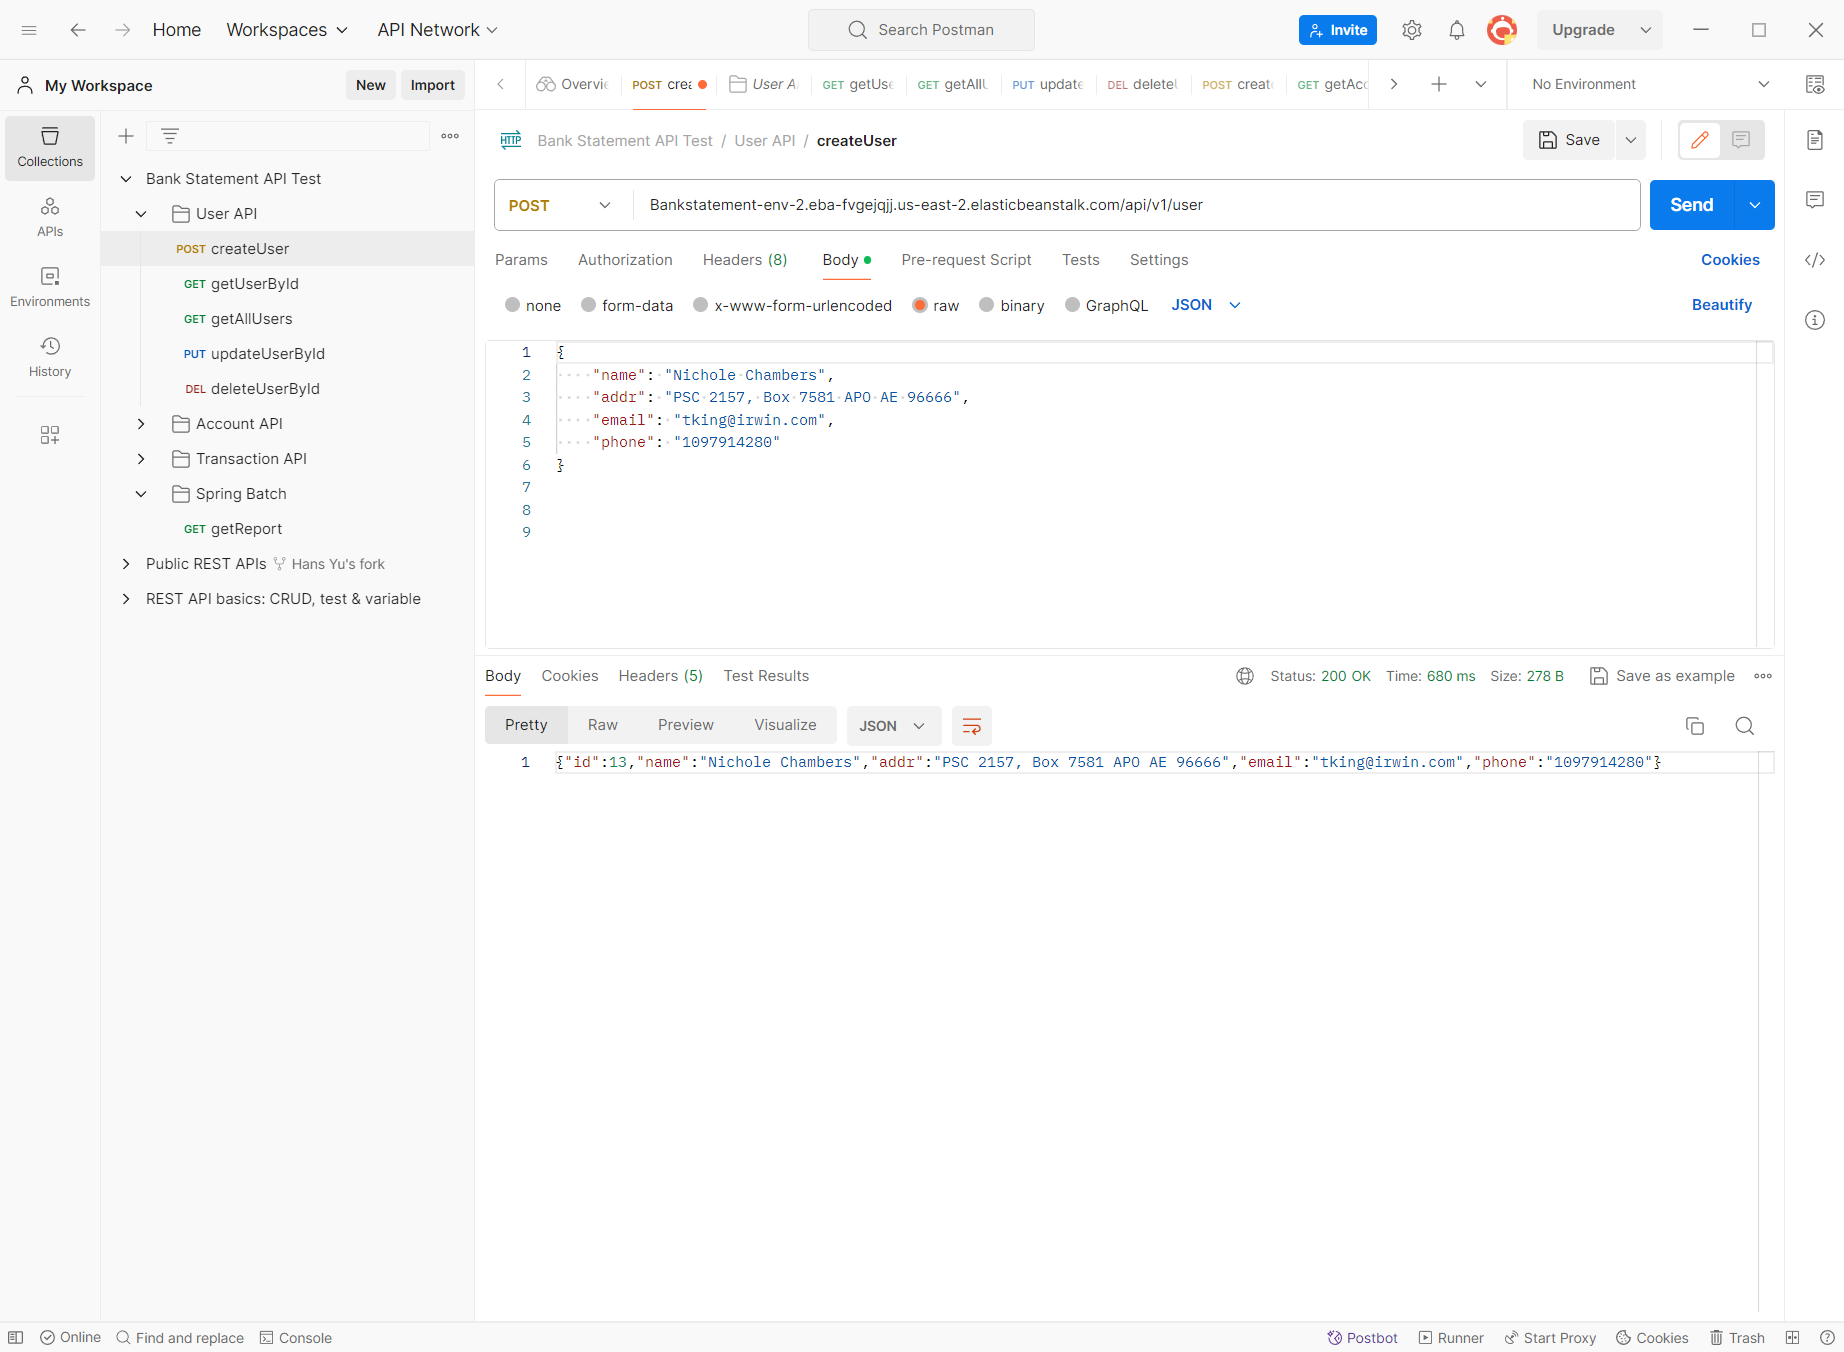 Home Workspaces API Network Search Postman Invite Upgrade
My Workspace New Import
Overvie POST crea User A GET getUse GET getAllU PUT update DEL delete POST creat GET getAcc No Environment
Collections
APIs
Environments
History
Bank Statement API Test
User API
POST createUser
GET getUserById
GET getAllUsers
PUT updateUserById
DEL deleteUserById
Account API
Transaction API
Spring Batch
GET getReport
Public REST APIs Hans Yu's fork
REST API basics: CRUD, test & variable
HTTP Bank Statement API Test / User API / createUser Save
POST Bankstatement-env-2.eba-fvgejqjj.us-east-2.elasticbeanstalk.com/api/v1/user Send
Params Authorization Headers (8) Body Pre-request Script Tests Settings Cookies
none form-data x-www-form-urlencoded raw binary GraphQL JSON Beautify
1 {
2 "name": "Nichole Chambers",
3 "addr": "PSC 2157, Box 7581 APO AE 96666",
4 "email": "tking@irwin.com",
5 "phone": "1097914280"
6 }
7
8
9
Body Cookies Headers (5) Test Results Status: 200 OK Time: 680 ms Size: 278 B Save as example
Pretty Raw Preview Visualize JSON
1 {"id":13,"name":"Nichole Chambers","addr":"PSC 2157, Box 7581 APO AE 96666","email":"tking@irwin.com","phone":"1097914280"}
Online Find and replace Console Postbot Runner Start Proxy Cookies Trash